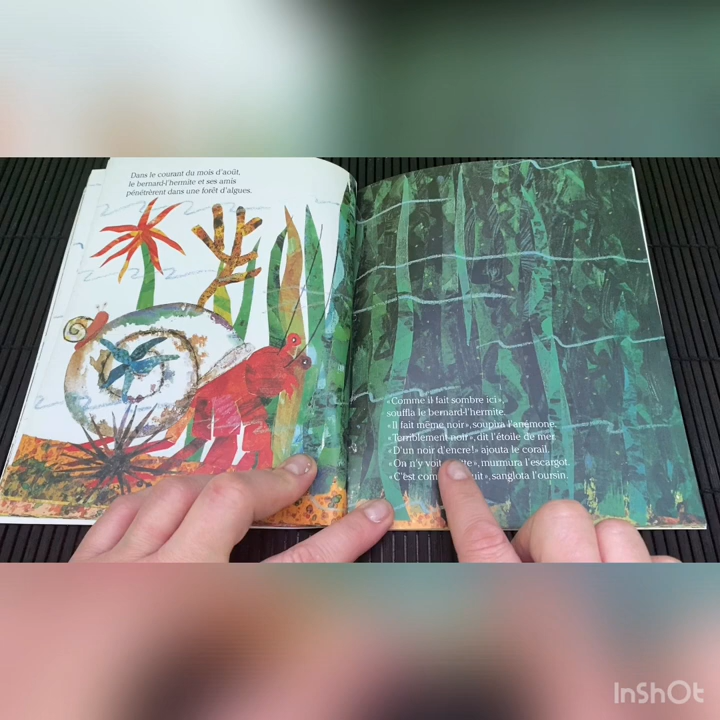 Dans le courant du mois d'août,
le bernard-l'hermite et ses amis
pénétrèrent dans une forêt d'algues.
«Comme il fait sombre ici»,
souffla le bernard-l'hermite.
«Il fait même noir», soupira l'anémone.
«Terriblement noir», dit l'étoile de mer.
«D'un noir d'encre!» ajouta le corail.
«On n'y voit», murmura l'escargot.
«C'est», sanglota l'oursin.
InShOt